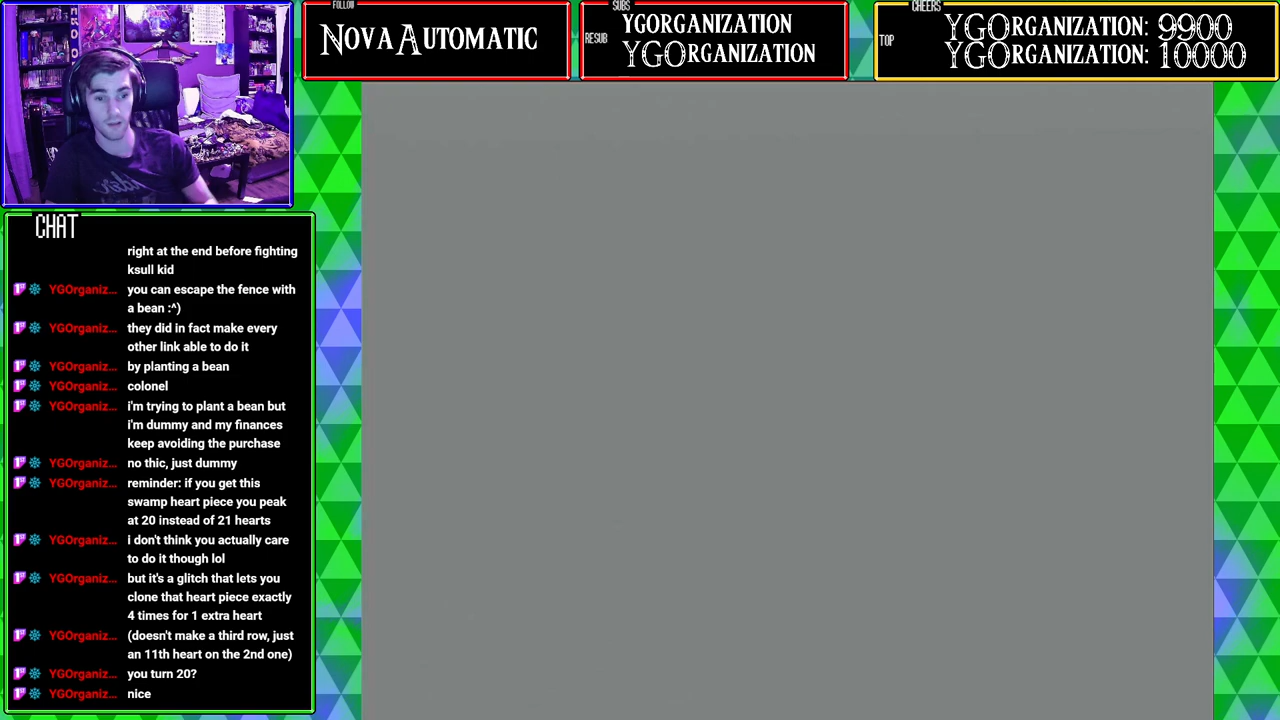 FOLLOW
NOVAAUTOMATIC
SUBS
YGORGANIZATION
RESUB
YGORGANIZATION
CHEERS
YGORGANIZATION: 9900
TOP
YGORGANIZATION: 10000
CHAT
right at the end before fighting
ksull kid
YGOrganiz... you can escape the fence with
a bean :^)
YGOrganiz... they did in fact make every
other link able to do it
YGOrganiz... by planting a bean
YGOrganiz... colonel
YGOrganiz... i'm trying to plant a bean but
i'm dummy and my finances
keep avoiding the purchase
YGOrganiz... no thic, just dummy
YGOrganiz... reminder: if you get this
swamp heart piece you peak
at 20 instead of 21 hearts
YGOrganiz... i don't think you actually care
to do it though lol
YGOrganiz... but it's a glitch that lets you
clone that heart piece exactly
4 times for 1 extra heart
YGOrganiz... (doesn't make a third row, just
an 11th heart on the 2nd one)
YGOrganiz... you turn 20?
YGOrganiz... nice